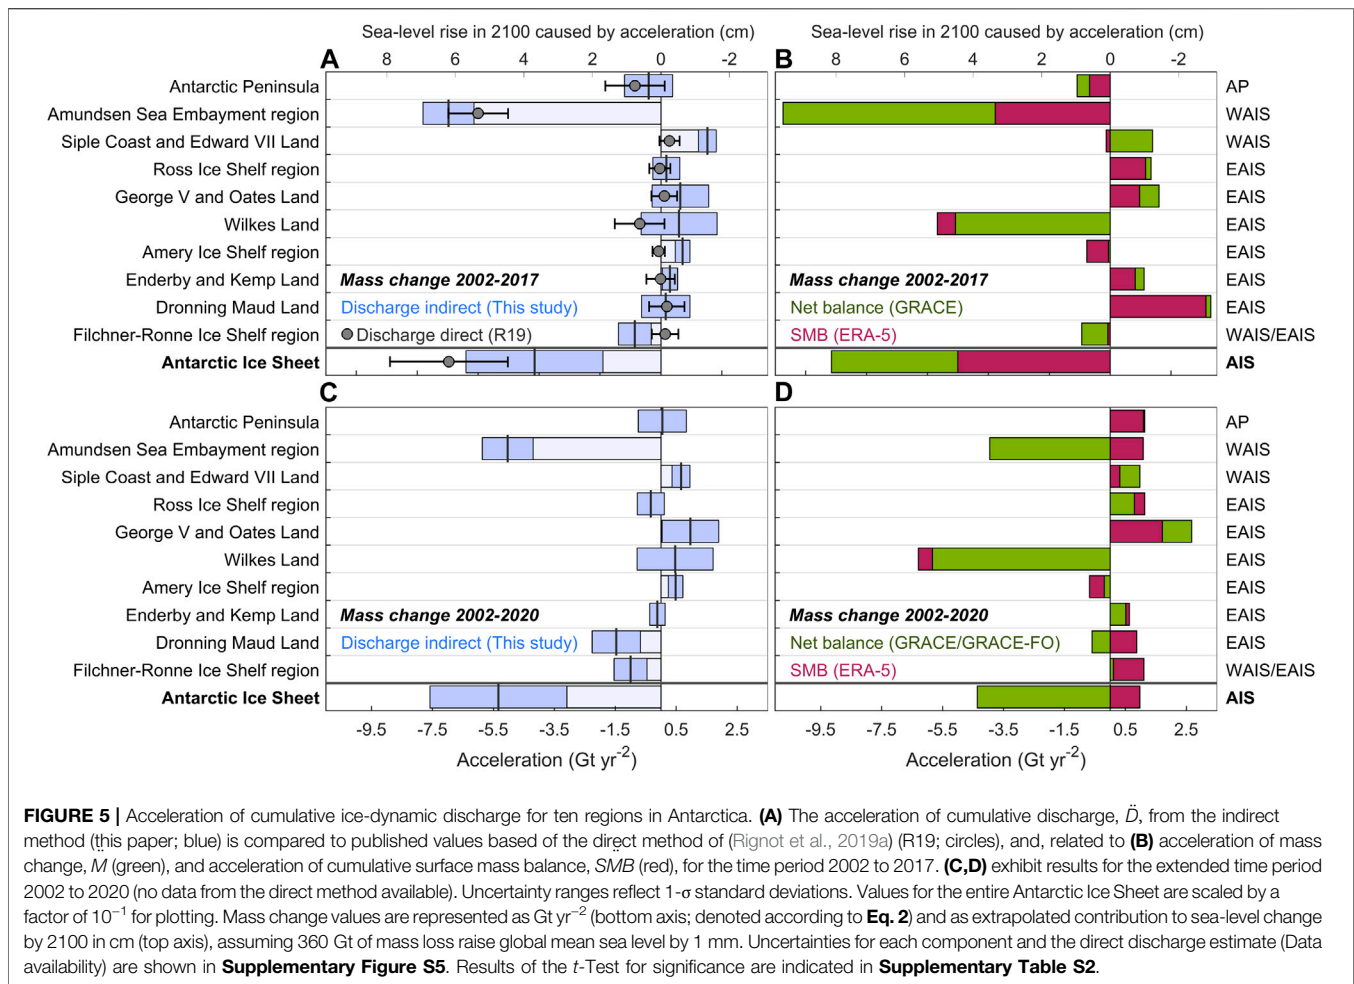 Sea-level rise in 2100 caused by acceleration (cm)
Sea-level rise in 2100 caused by acceleration (cm)
A 8 6 4 2 0 -2
B 8 6 4 2 0 -2
Antarctic Peninsula AP
Amundsen Sea Embayment region WAIS
Siple Coast and Edward VII Land WAIS
Ross Ice Shelf region EAIS
George V and Oates Land EAIS
Wilkes Land EAIS
Amery Ice Shelf region EAIS
Enderby and Kemp Land Mass change 2002-2017 Mass change 2002-2017 EAIS
Dronning Maud Land Discharge indirect (This study) Net balance (GRACE) EAIS
Filchner-Ronne Ice Shelf region Discharge direct (R19) SMB (ERA-5) WAIS/EAIS
Antarctic Ice Sheet AIS
C D
Antarctic Peninsula AP
Amundsen Sea Embayment region WAIS
Siple Coast and Edward VII Land WAIS
Ross Ice Shelf region EAIS
George V and Oates Land EAIS
Wilkes Land EAIS
Amery Ice Shelf region EAIS
Enderby and Kemp Land Mass change 2002-2020 Mass change 2002-2020 EAIS
Dronning Maud Land Discharge indirect (This study) Net balance (GRACE/GRACE-FO) EAIS
Filchner-Ronne Ice Shelf region SMB (ERA-5) WAIS/EAIS
Antarctic Ice Sheet AIS
-9.5 -7.5 -5.5 -3.5 -1.5 0.5 2.5 -9.5 -7.5 -5.5 -3.5 -1.5 0.5 2.5
Acceleration (Gt yr⁻²) Acceleration (Gt yr⁻²)
FIGURE 5 | Acceleration of cumulative ice-dynamic discharge for ten regions in Antarctica. (A) The acceleration of cumulative discharge, D̈, from the indirect
method (this paper; blue) is compared to published values based of the direct method of (Rignot et al., 2019a) (R19; circles), and, related to (B) acceleration of mass
change, M̈ (green), and acceleration of cumulative surface mass balance, SM̈B (red), for the time period 2002 to 2017. (C,D) exhibit results for the extended time period
2002 to 2020 (no data from the direct method available). Uncertainty ranges reflect 1-σ standard deviations. Values for the entire Antarctic Ice Sheet are scaled by a
factor of 10⁻¹ for plotting. Mass change values are represented as Gt yr⁻² (bottom axis; denoted according to Eq. 2) and as extrapolated contribution to sea-level change
by 2100 in cm (top axis), assuming 360 Gt of mass loss raise global mean sea level by 1 mm. Uncertainties for each component and the direct discharge estimate (Data
availability) are shown in Supplementary Figure S5. Results of the t-Test for significance are indicated in Supplementary Table S2.